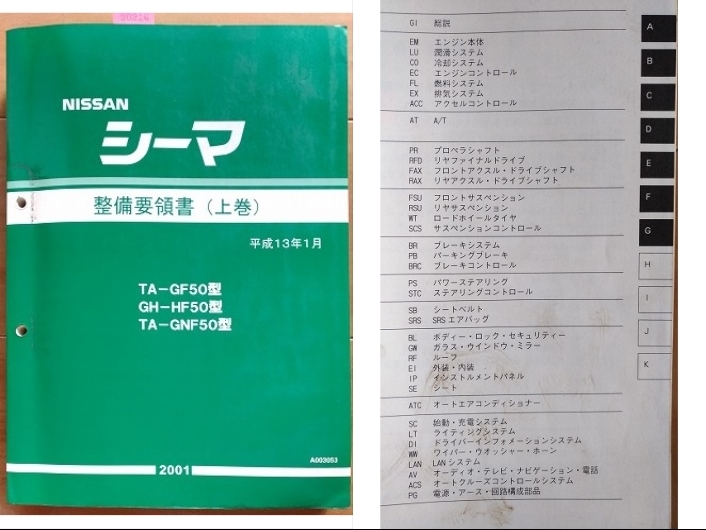 00216
NISSAN
シーマ
整備要領書（上巻）
平成13年1月
TA－GF50型
GH－HF50型
TA－GNF50型
A003053
2001
GI 総説
EM エンジン本体
LU 潤滑システム
CO 冷却システム
EC エンジンコントロール
FL 燃料システム
EX 排気システム
ACC アクセルコントロール
AT A/T
PR プロペラシャフト
RFD リヤファイナルドライブ
FAX フロントアクスル・ドライブシャフト
RAX リヤアクスル・ドライブシャフト
FSU フロントサスペンション
RSU リヤサスペンション
WT ロードホイールタイヤ
SCS サスペンションコントロール
BR ブレーキシステム
PB パーキングブレーキ
BRC ブレーキコントロール
PS パワーステアリング
STC ステアリングコントロール
SB シートベルト
SRS SRSエアバッグ
BL ボディー・ロック・セキュリティー
GW ガラス・ウインドウ・ミラー
RF ルーフ
EI 外装・内装
IP インストルメントパネル
SE シート
ATC オートエアコンディショナー
SC 始動・充電システム
LT ライティングシステム
DI ドライバーインフォメーションシステム
WW ワイパー・ウオッシャー・ホーン
LAN LANシステム
AV オーディオ・テレビ・ナビゲーション・電話
ACS オートクルーズコントロールシステム
PG 電源・アース・回路構成部品
A
B
C
D
E
F
G
H
I
J
K